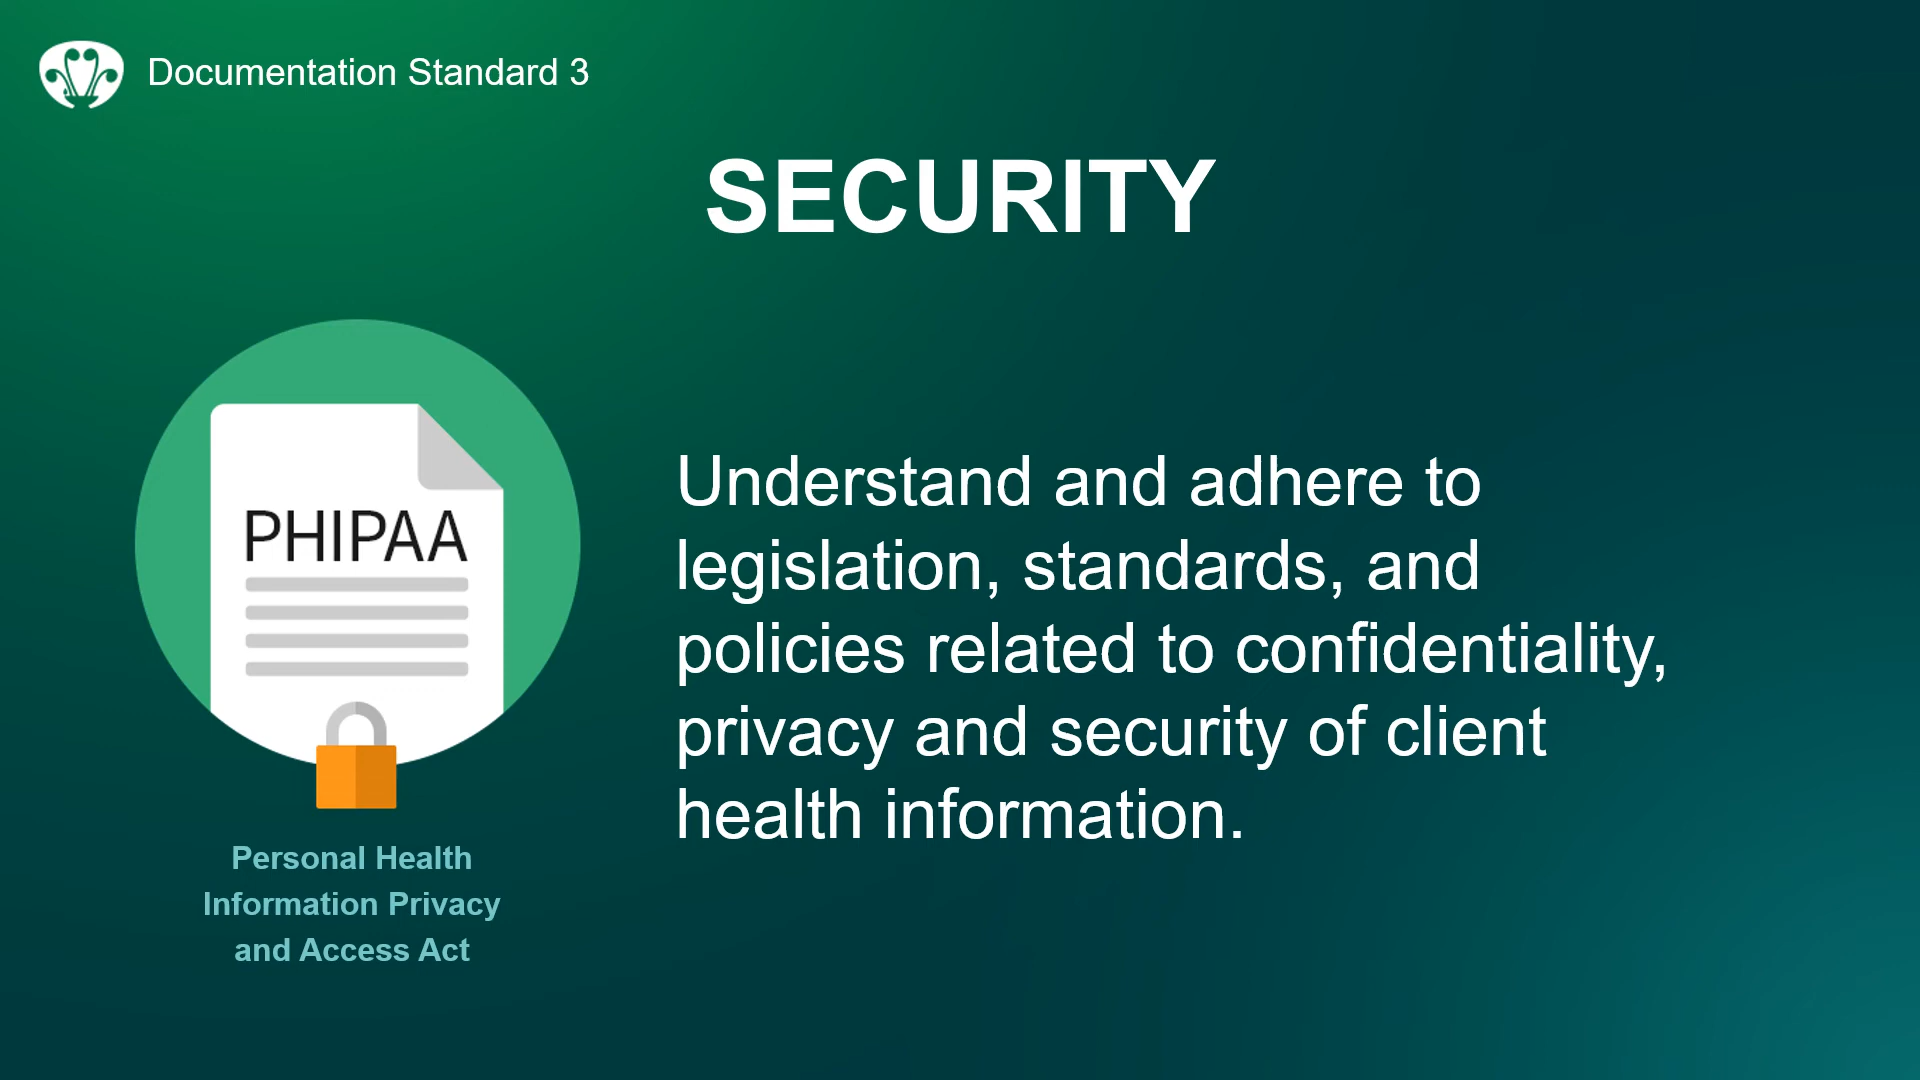 Documentation Standard 3
SECURITY
PHIPAA
Personal Health
Information Privacy
and Access Act
Understand and adhere to
legislation, standards, and
policies related to confidentiality,
privacy and security of client
health information.